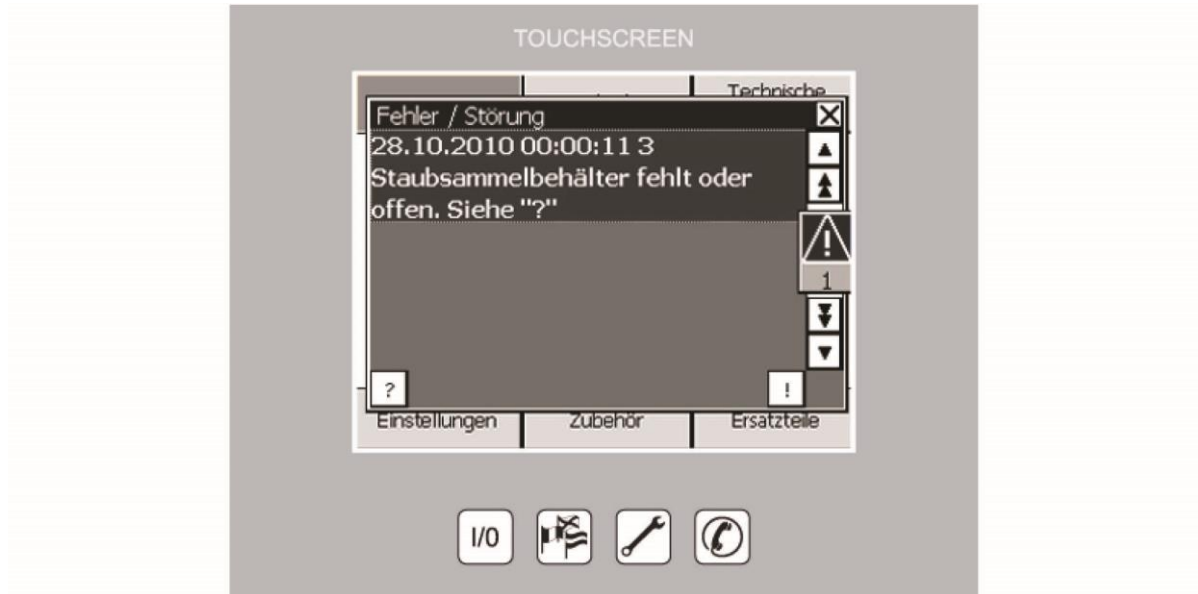 TOUCHSCREEN
Technische
Fehler / Störung
28.10.2010 00:00:11 3
Staubsammelbehälter fehlt oder
offen. Siehe "?"
!
1
? !
Einstellungen Zubehör Ersatzteile
I/0